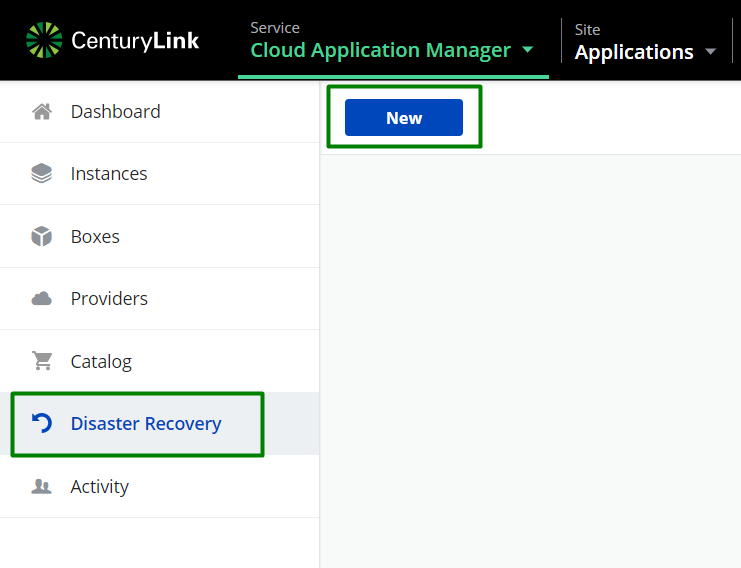 CenturyLink
Service
Cloud Application Manager
Site
Applications
Dashboard
Instances
Boxes
Providers
Catalog
Disaster Recovery
Activity
New